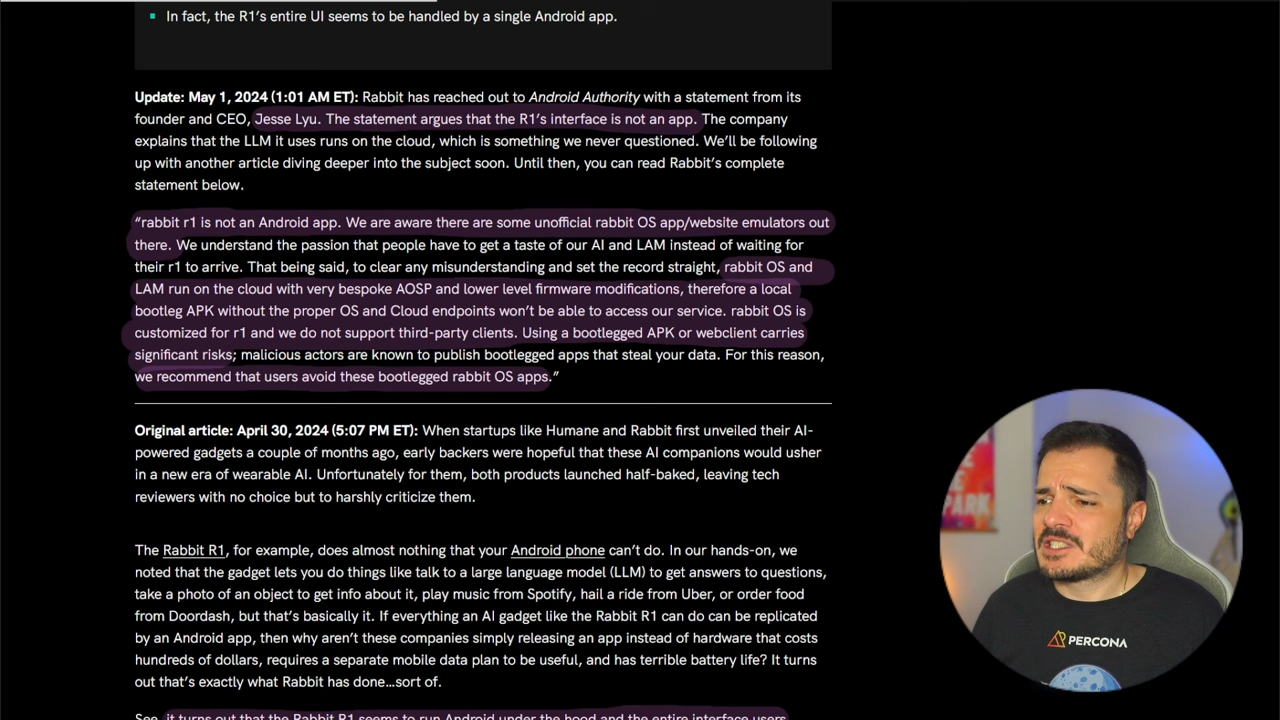 In fact, the R1's entire UI seems to be handled by a single Android app.
Update: May 1, 2024 (1:01 AM ET): Rabbit has reached out to Android Authority with a statement from its
founder and CEO, Jesse Lyu. The statement argues that the R1's interface is not an app. The company
explains that the LLM it uses runs on the cloud, which is something we never questioned. We'll be following
up with another article diving deeper into the subject soon. Until then, you can read Rabbit's complete
statement below.
“rabbit r1 is not an Android app. We are aware there are some unofficial rabbit OS app/website emulators out
there. We understand the passion that people have to get a taste of our AI and LAM instead of waiting for
their r1 to arrive. That being said, to clear any misunderstanding and set the record straight, rabbit OS and
LAM run on the cloud with very bespoke AOSP and lower level firmware modifications, therefore a local
bootleg APK without the proper OS and Cloud endpoints won't be able to access our service. rabbit OS is
customized for r1 and we do not support third-party clients. Using a bootlegged APK or webclient carries
significant risks; malicious actors are known to publish bootlegged apps that steal your data. For this reason,
we recommend that users avoid these bootlegged rabbit OS apps.”
Original article: April 30, 2024 (5:07 PM ET): When startups like Humane and Rabbit first unveiled their AI-
powered gadgets a couple of months ago, early backers were hopeful that these AI companions would usher
in a new era of wearable AI. Unfortunately for them, both products launched half-baked, leaving tech
reviewers with no choice but to harshly criticize them.
The Rabbit R1, for example, does almost nothing that your Android phone can't do. In our hands-on, we
noted that the gadget lets you do things like talk to a large language model (LLM) to get answers to questions,
take a photo of an object to get info about it, play music from Spotify, hail a ride from Uber, or order food
from Doordash, but that's basically it. If everything an AI gadget like the Rabbit R1 can do can be replicated
by an Android app, then why aren't these companies simply releasing an app instead of hardware that costs
hundreds of dollars, requires a separate mobile data plan to be useful, and has terrible battery life? It turns
out that's exactly what Rabbit has done…sort of.
See, it turns out that the Rabbit R1 seems to run Android under the hood and the entire interface users
PERCONA